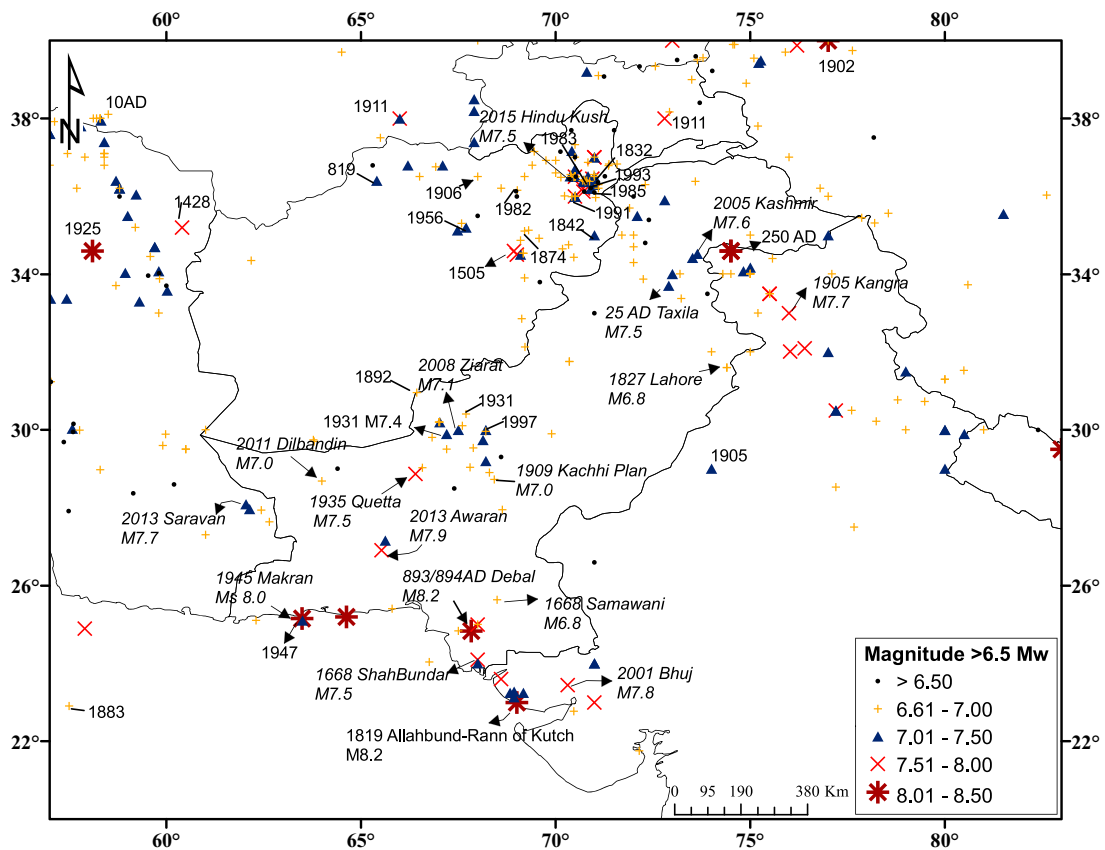 60°
65°
70°
75°
80°
10AD
1902
38°
38°
N
1911
2015 Hindu Kush
M7.5
1983
1911
1832
819
1906
1993
1985
1428
1982
1991
2005 Kashmir
M7.6
1956
1842
250 AD
1925
1874
34°
34°
1505
1905 Kangra
M7.7
25 AD Taxila
M7.5
2008 Ziarat
M7.1
1892
1827 Lahore
M6.8
1931
1931 M7.4
1997
30°
30°
2011 Dilbandin
M7.0
1905
1909 Kachhi Plan
M7.0
1935 Quetta
M7.5
2013 Saravan
M7.7
2013 Awaran
M7.9
26°
26°
1945 Makran
Ms 8.0
893/894AD Debal
M8.2
1668 Samawani
M6.8
1947
1668 ShahBundar
M7.5
2001 Bhuj
M7.8
1883
22°
22°
1819 Allahbund-Rann of Kutch
M8.2
Magnitude >6.5 Mw
> 6.50
6.61 - 7.00
7.01 - 7.50
7.51 - 8.00
8.01 - 8.50
0 95 190 380 Km
60°
65°
70°
75°
80°